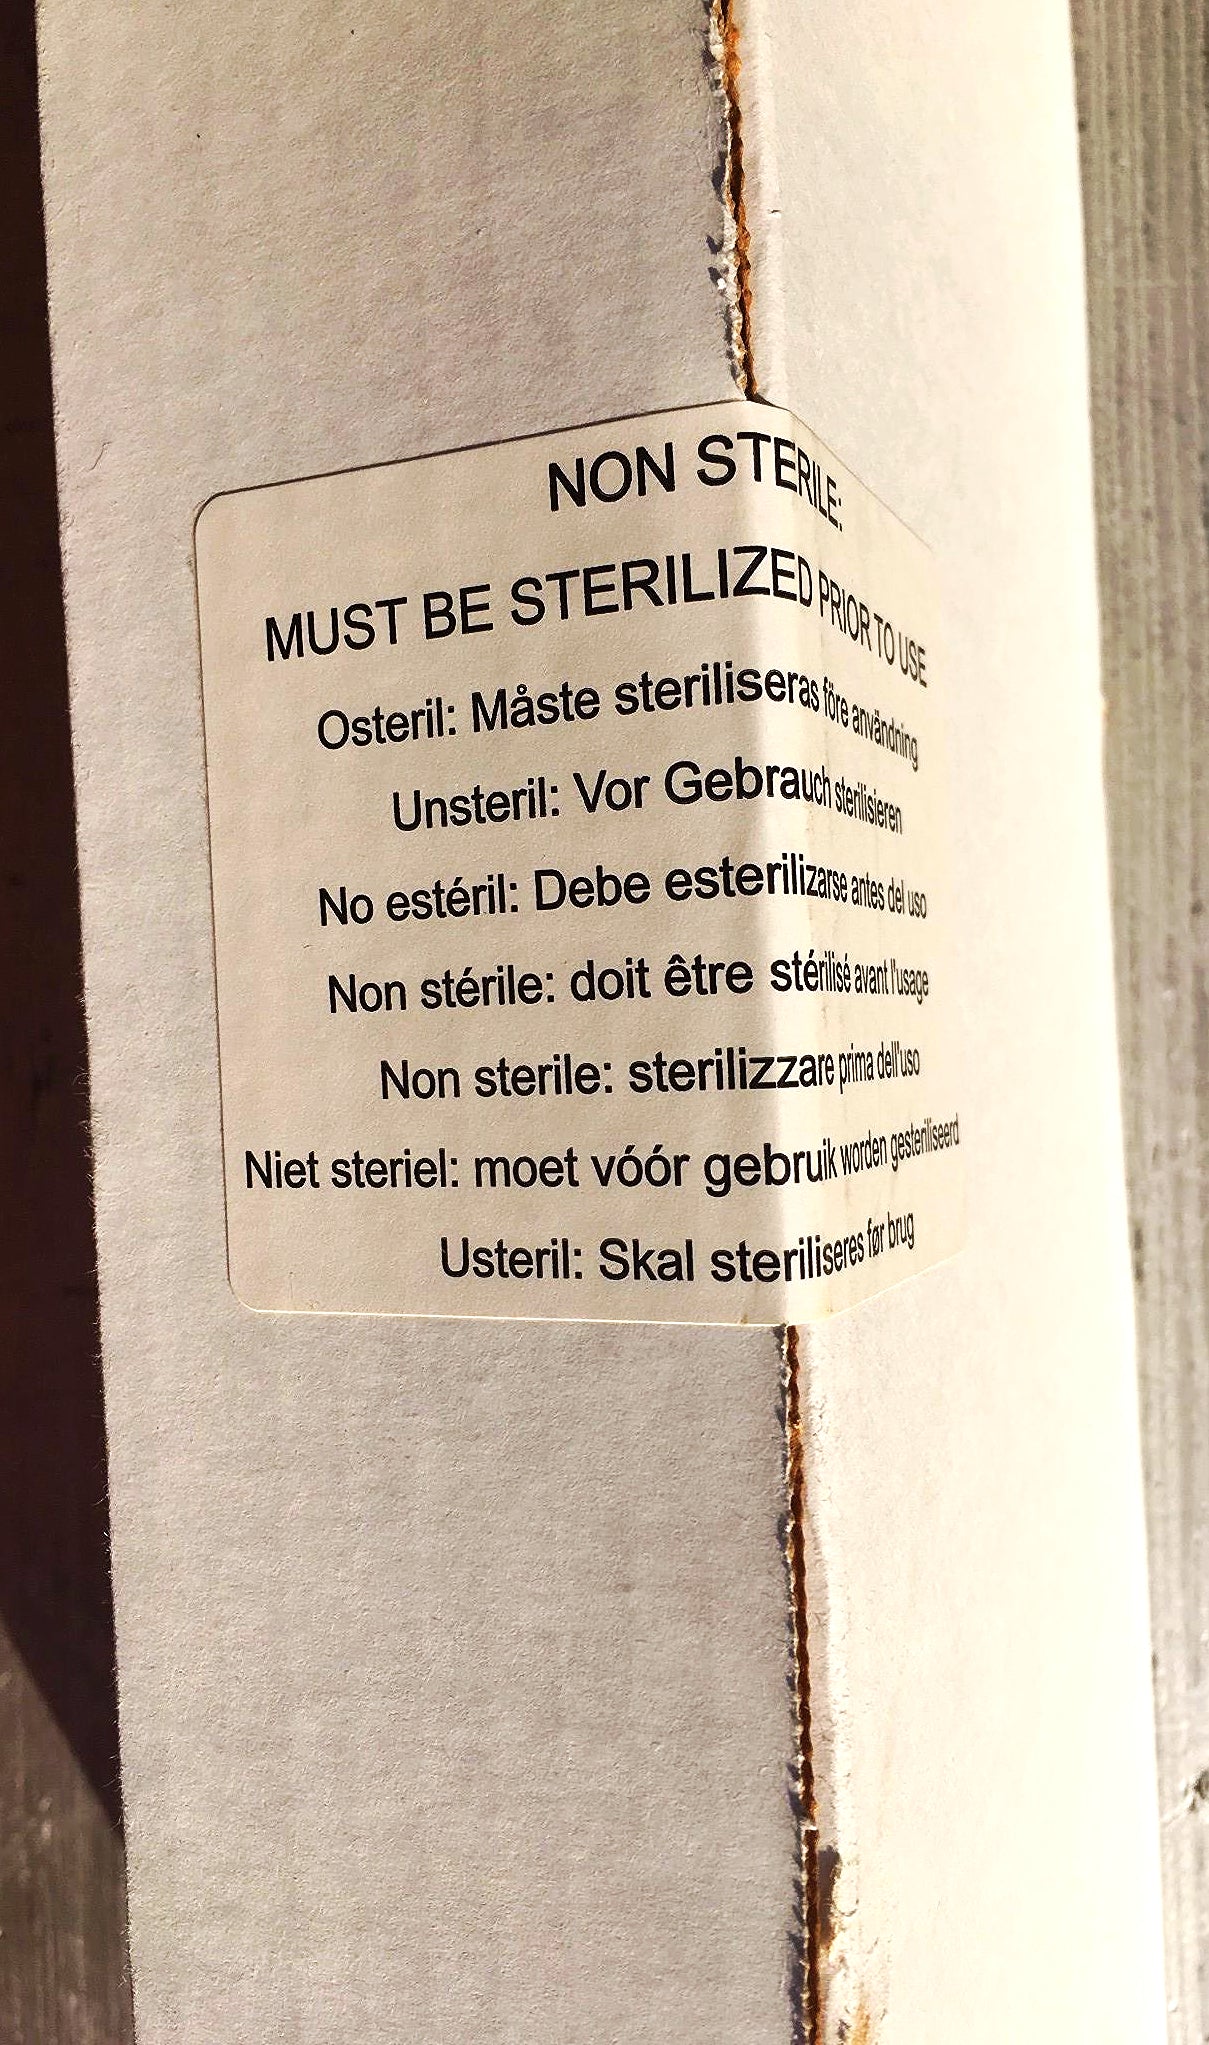 NON STERILE:
MUST BE STERILIZED PRIOR TO USE
Osteril: Måste steriliseras före användning
Unsteril: Vor Gebrauch sterilisieren
No estéril: Debe esterilizarse antes del uso
Non stérile: doit être stérilisé avant l'usage
Non sterile: sterilizzare prima dell'uso
Niet steriel: moet vóór gebruik worden gesteriliseerd
Usteril: Skal steriliseres før brug